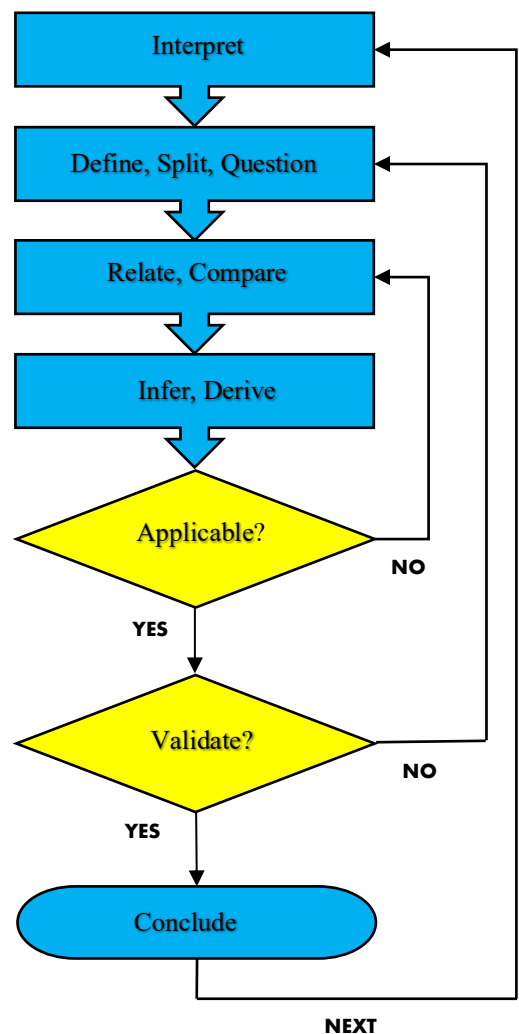 Interpret
Define, Split, Question
Relate, Compare
Infer, Derive
Applicable?
NO
YES
Validate?
NO
YES
Conclude
NEXT